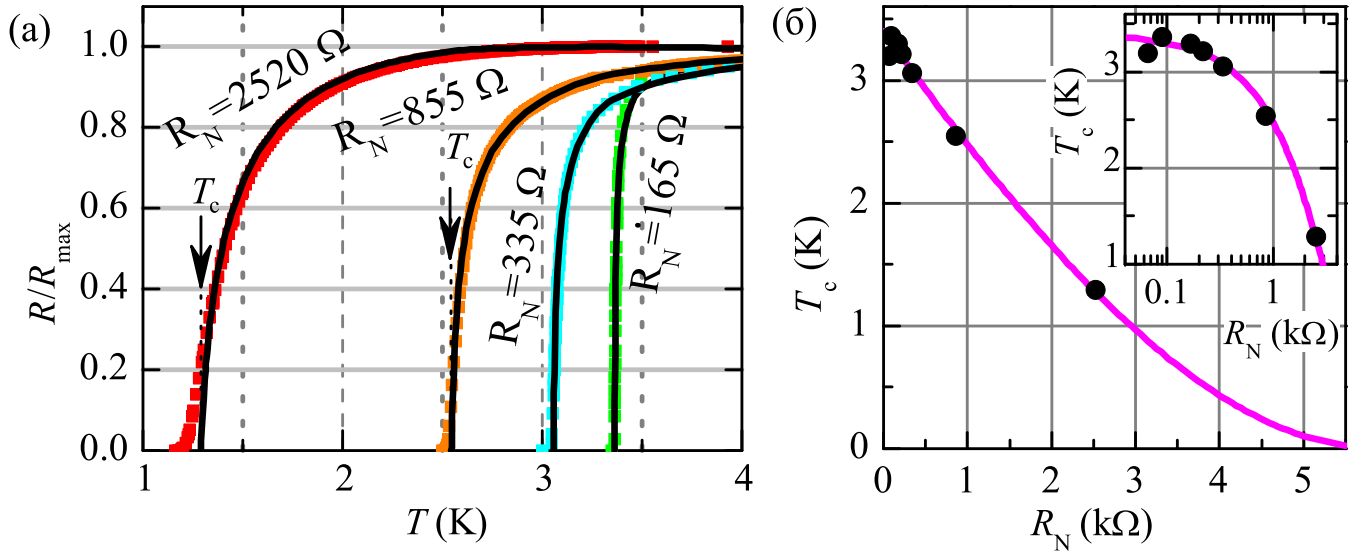 (а)
1.0
0.8
0.6
0.4
0.2
0.0
R/R_max
R_N=2520 Ω
R_N=855 Ω
R_N=335 Ω
R_N=165 Ω
T_c
T_c
1 2 3 4
T (K)
(б)
3
2
1
0
T_c (K)
0 1 2 3 4 5
R_N (kΩ)
3
2
1
T_c (K)
0.1 1
R_N (kΩ)